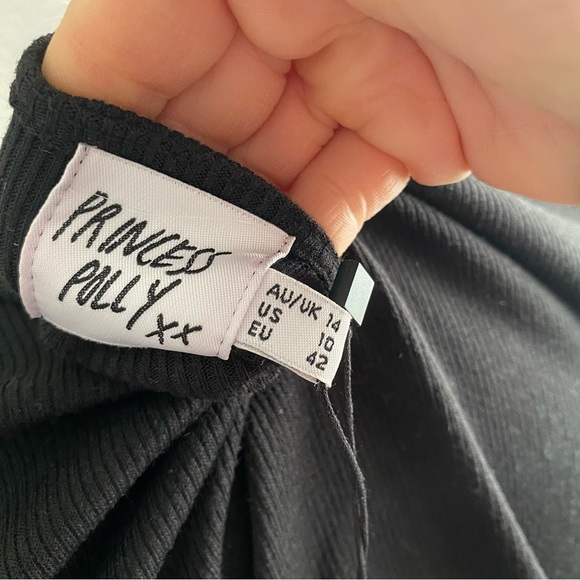 PRINCESS
POLLY xx
AU/UK 14
US 10
EU 42